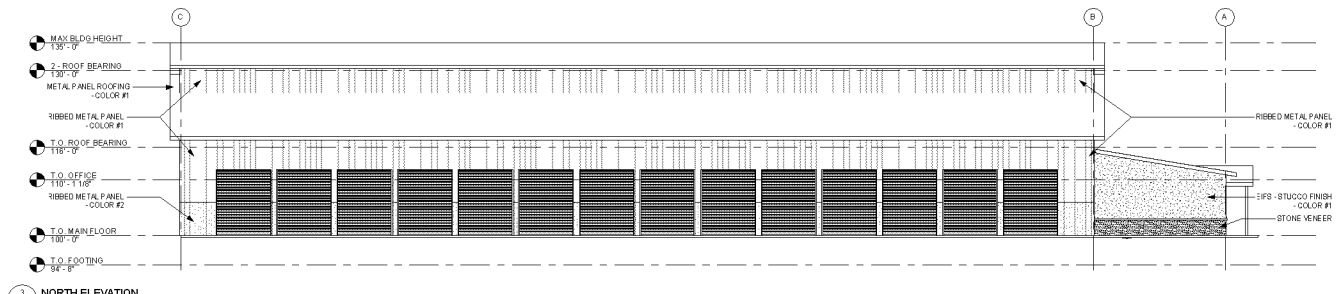 C
B
A
MAX BLDG HEIGHT
135' - 0"
2 - ROOF BEARING
130' - 0"
METAL PANEL ROOFING
- COLOR #1
RIBBED METAL PANEL
- COLOR #1
T.O. ROOF BEARING
116' - 0"
T.O. OFFICE
110' - 1 1/8"
RIBBED METAL PANEL
- COLOR #2
T.O. MAIN FLOOR
100' - 0"
T.O. FOOTING
94' - 8"
RIBBED METAL PANEL
- COLOR #1
EIFS - STUCCO FINISH
- COLOR #1
STONE VENEER
3 NORTH ELEVATION